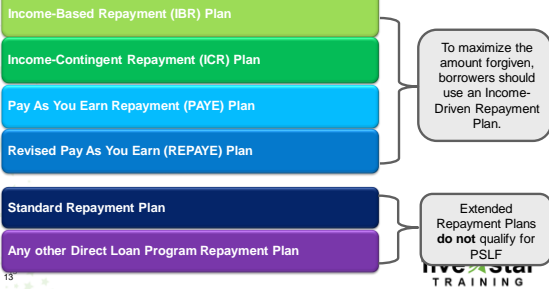 Income-Based Repayment (IBR) Plan
Income-Contingent Repayment (ICR) Plan
Pay As You Earn Repayment (PAYE) Plan
Revised Pay As You Earn (REPAYE) Plan
To maximize the
amount forgiven,
borrowers should
use an Income-
Driven Repayment
Plan.
Standard Repayment Plan
Any other Direct Loan Program Repayment Plan
Extended
Repayment Plans
do not qualify for
PSLF
13
five star
TRAINING